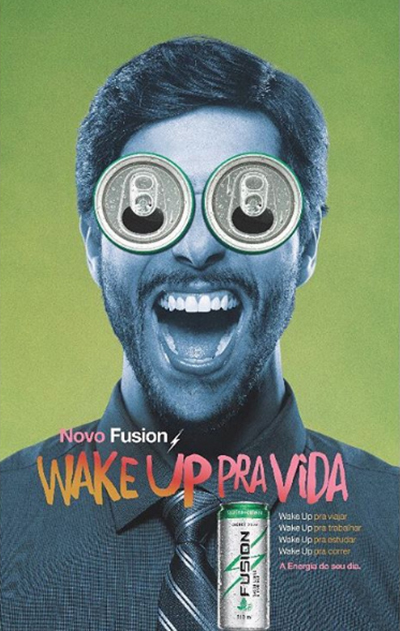 Novo Fusion
WAKE UP PRA VIDA
Wake Up pra viajar
Wake Up pra trabalhar
Wake Up pra estudar
Wake Up pra correr
A Energia do seu dia.
FUSION